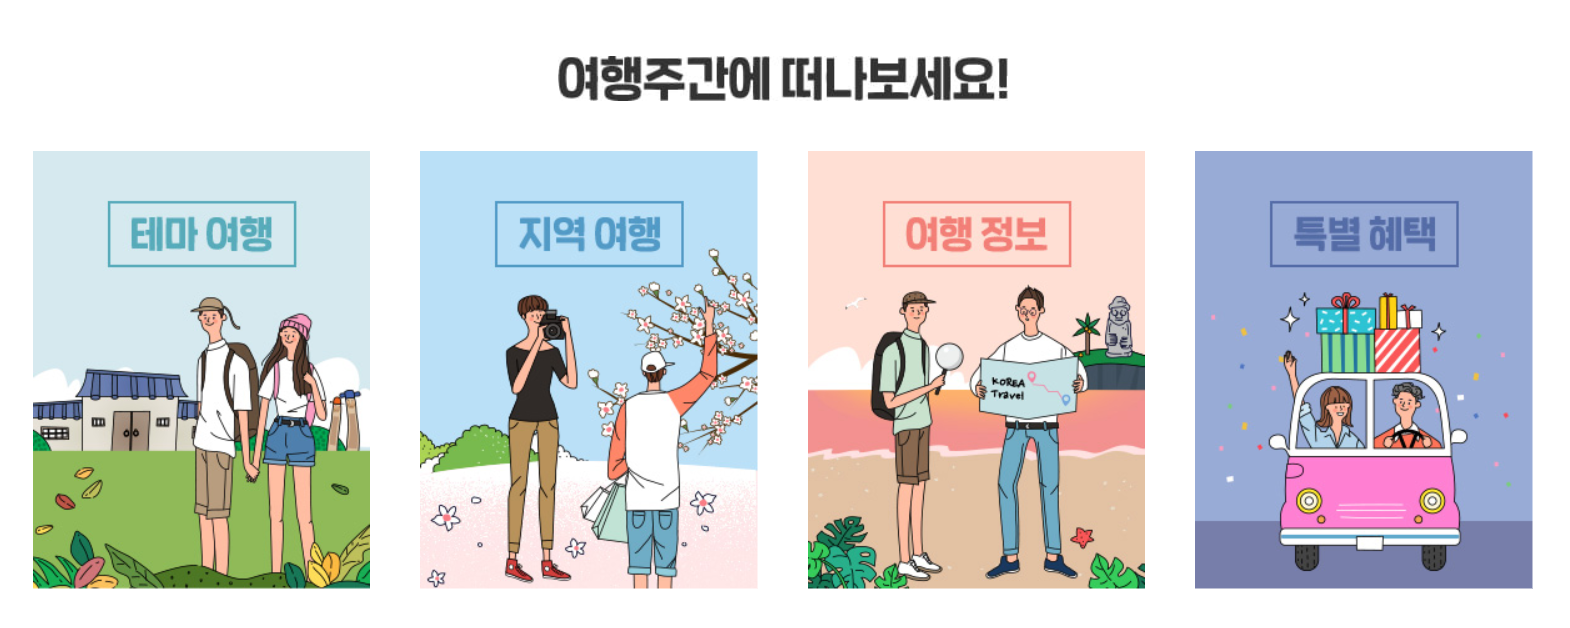 여행주간에 떠나보세요!
테마 여행
지역 여행
여행 정보
특별 혜택
KOREA
Travel